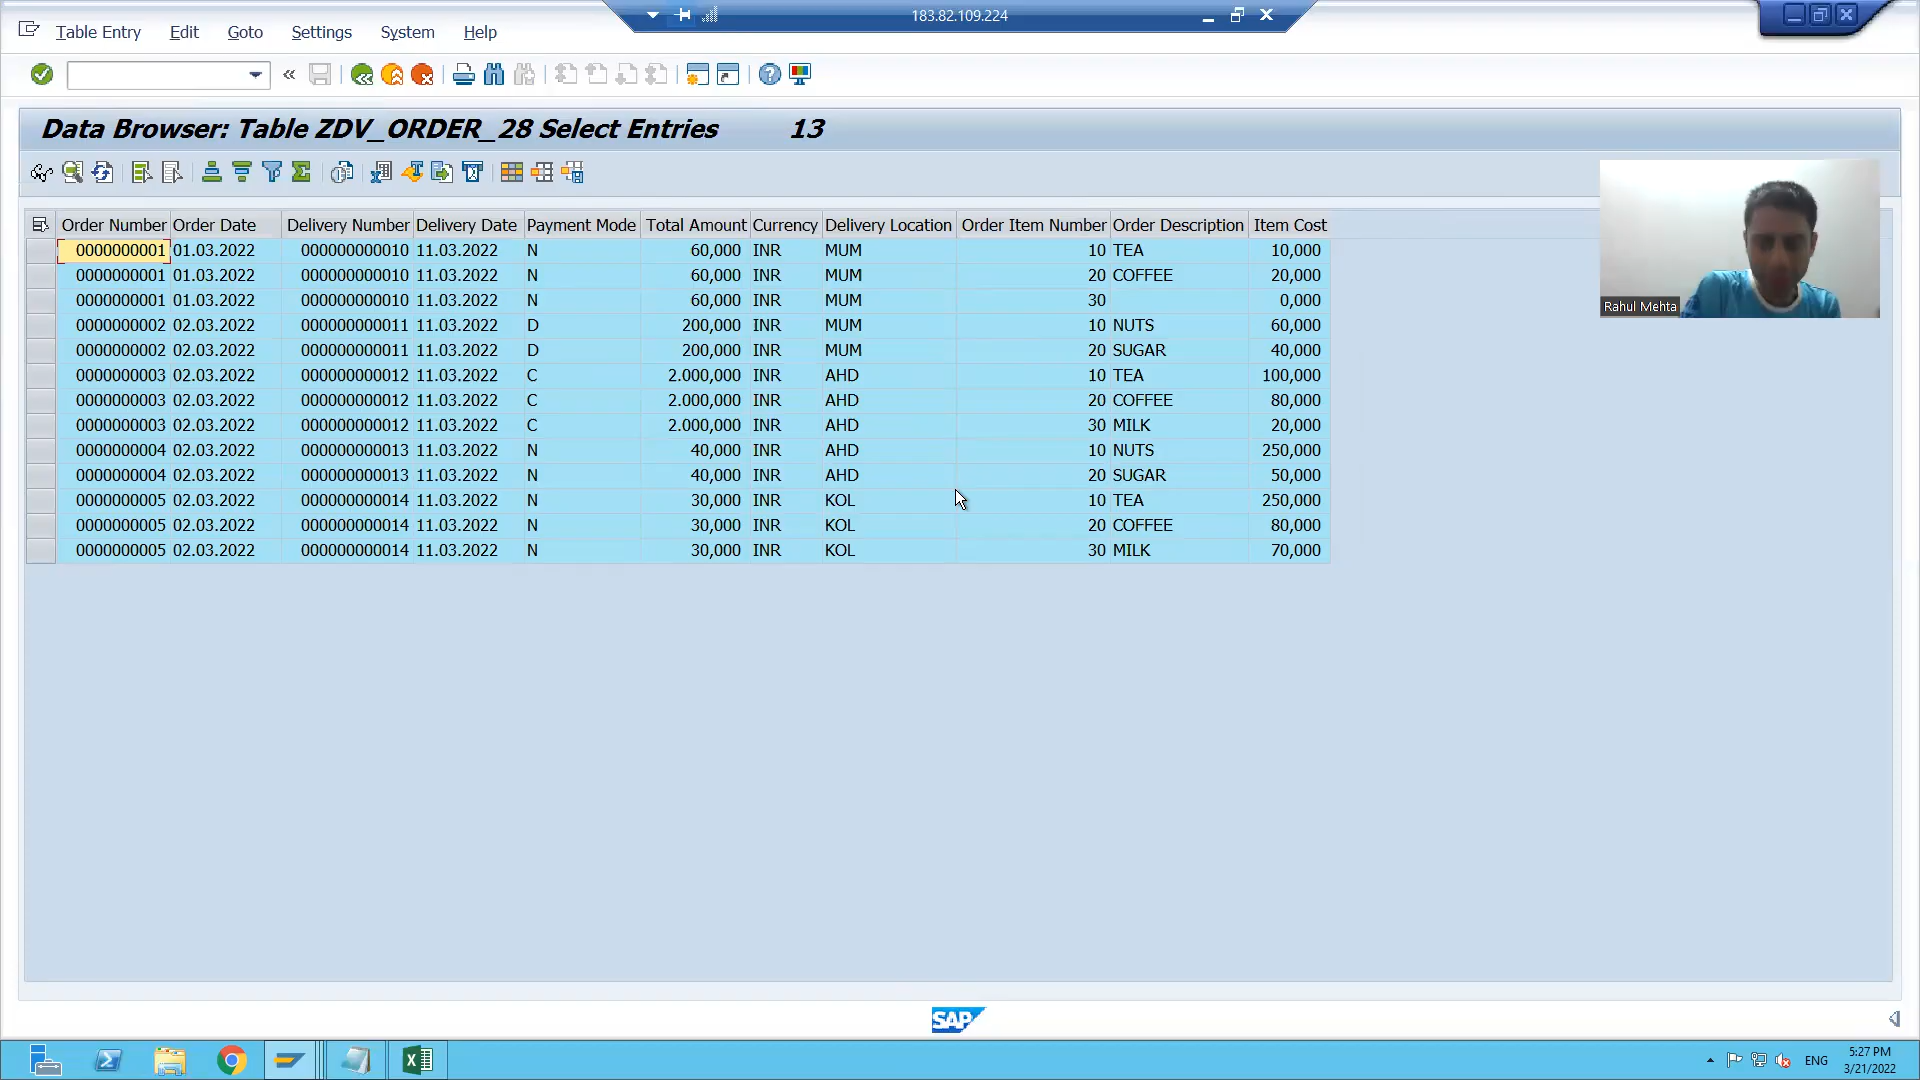 183.82.109.224
Table Entry Edit Goto Settings System Help
Data Browser: Table ZDV_ORDER_28 Select Entries 13
Order Number Order Date Delivery Number Delivery Date Payment Mode Total Amount Currency Delivery Location Order Item Number Order Description Item Cost
0000000001 01.03.2022 000000000010 11.03.2022 N 60,000 INR MUM 10 TEA 10,000
0000000001 01.03.2022 000000000010 11.03.2022 N 60,000 INR MUM 20 COFFEE 20,000
0000000001 01.03.2022 000000000010 11.03.2022 N 60,000 INR MUM 30 0,000
0000000002 02.03.2022 000000000011 11.03.2022 D 200,000 INR MUM 10 NUTS 60,000
0000000002 02.03.2022 000000000011 11.03.2022 D 200,000 INR MUM 20 SUGAR 40,000
0000000003 02.03.2022 000000000012 11.03.2022 C 2.000,000 INR AHD 10 TEA 100,000
0000000003 02.03.2022 000000000012 11.03.2022 C 2.000,000 INR AHD 20 COFFEE 80,000
0000000003 02.03.2022 000000000012 11.03.2022 C 2.000,000 INR AHD 30 MILK 20,000
0000000004 02.03.2022 000000000013 11.03.2022 N 40,000 INR AHD 10 NUTS 250,000
0000000004 02.03.2022 000000000013 11.03.2022 N 40,000 INR AHD 20 SUGAR 50,000
0000000005 02.03.2022 000000000014 11.03.2022 N 30,000 INR KOL 10 TEA 250,000
0000000005 02.03.2022 000000000014 11.03.2022 N 30,000 INR KOL 20 COFFEE 80,000
0000000005 02.03.2022 000000000014 11.03.2022 N 30,000 INR KOL 30 MILK 70,000
Rahul Mehta
SAP
ENG
5:27 PM
3/21/2022